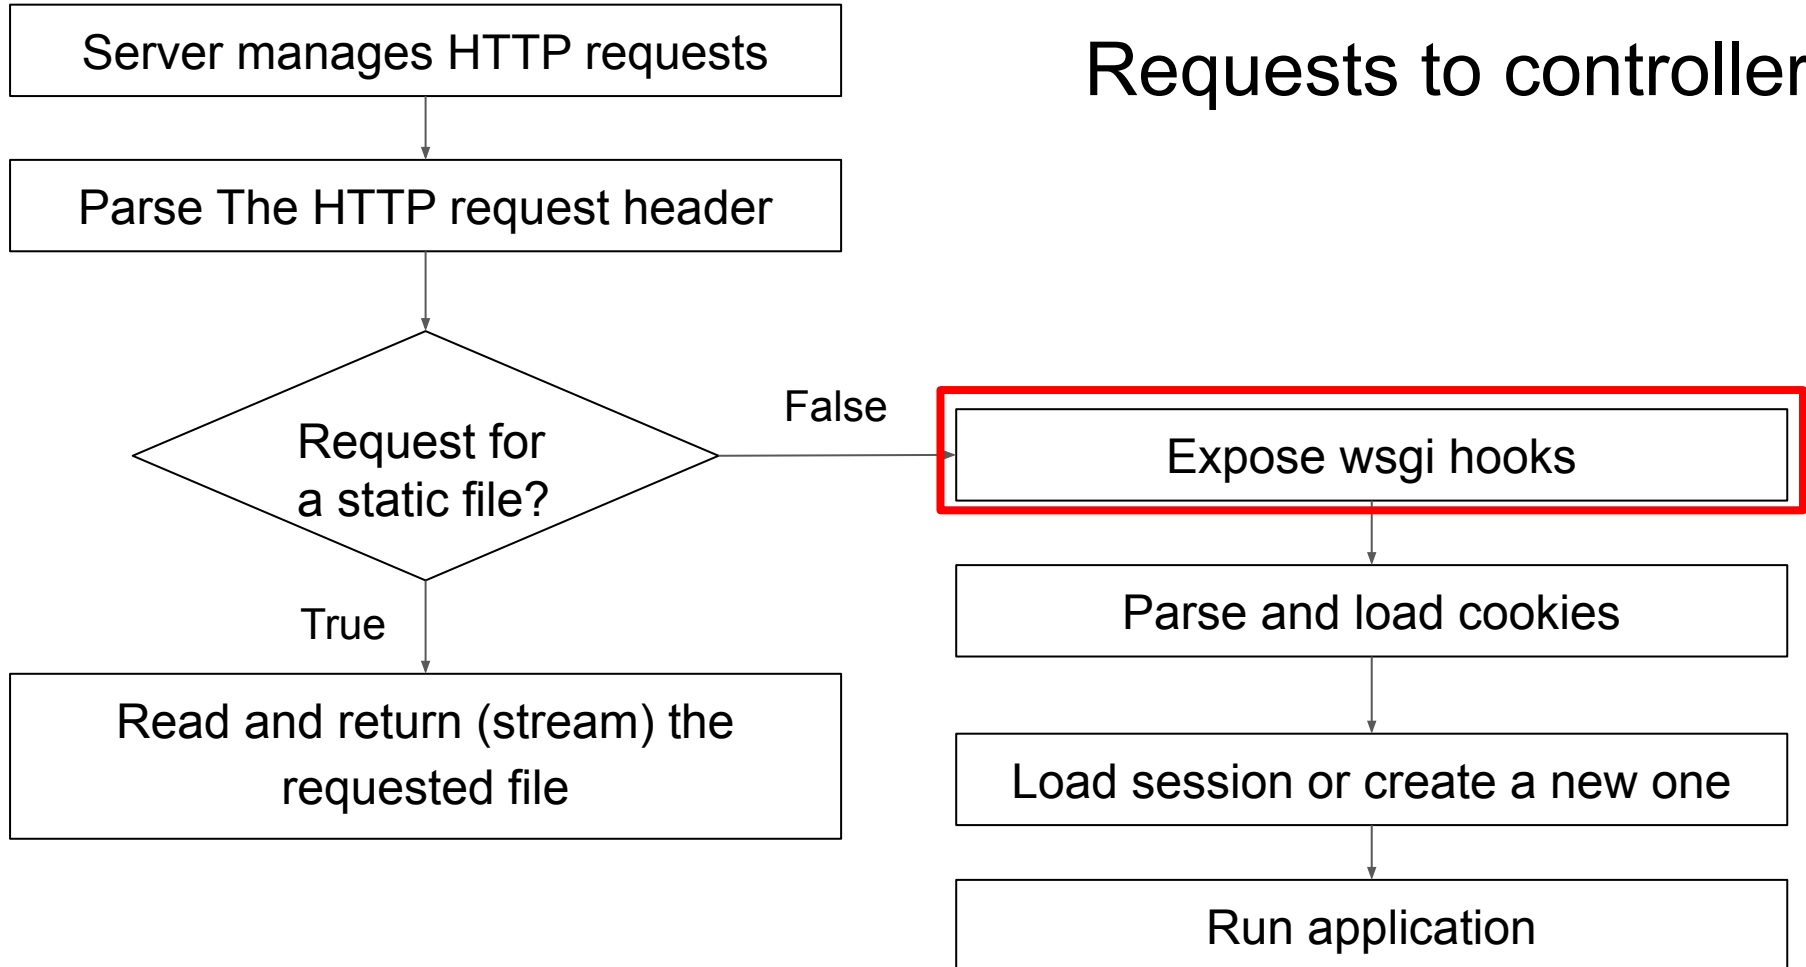 Server manages HTTP requests
Requests to controller
Parse The HTTP request header
Request for
a static file?
False
Expose wsgi hooks
True
Parse and load cookies
Read and return (stream) the
requested file
Load session or create a new one
Run application